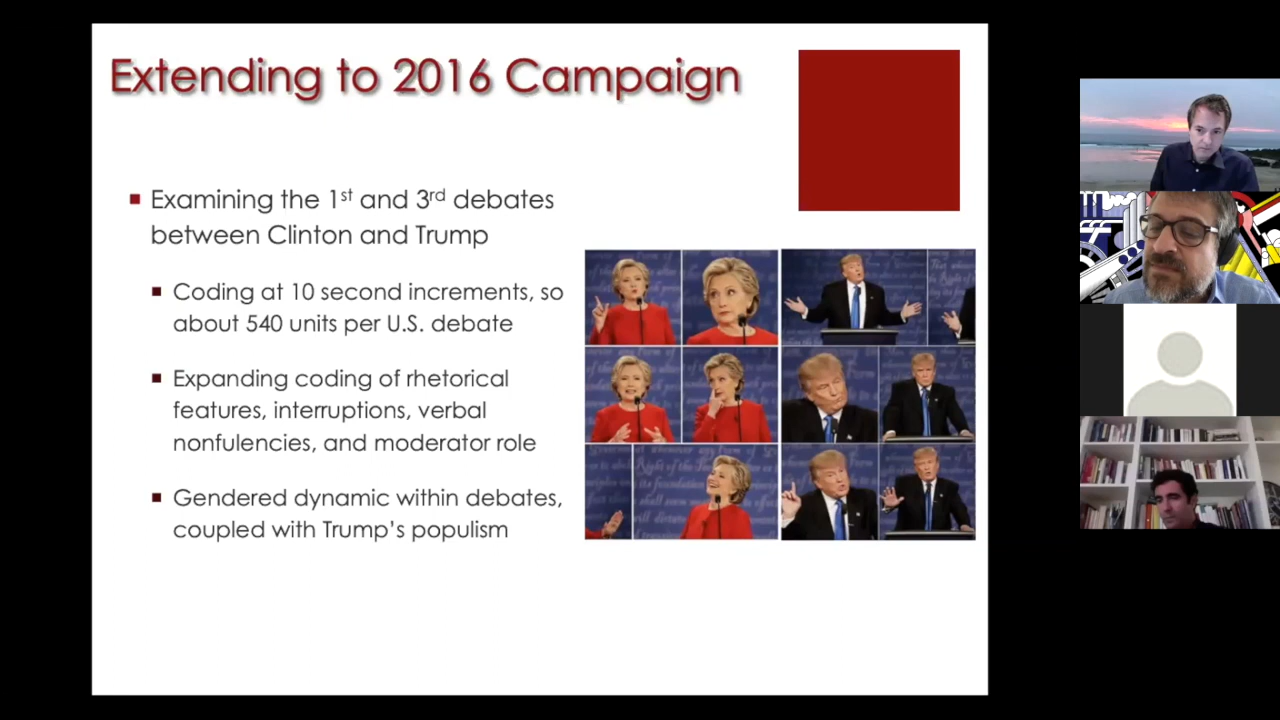 Extending to 2016 Campaign
Examining the 1st and 3rd debates
between Clinton and Trump
Coding at 10 second increments, so
about 540 units per U.S. debate
Expanding coding of rhetorical
features, interruptions, verbal
nonfulencies, and moderator role
Gendered dynamic within debates,
coupled with Trump's populism